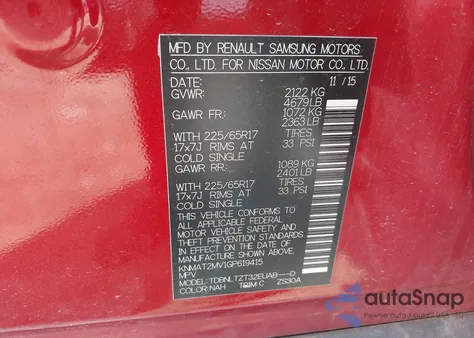 MFD BY RENAULT SAMSUNG MOTORS
CO., LTD. FOR NISSAN MOTOR CO., LTD.
DATE: 11 / 15
GVWR: 2122 KG
4679LB
GAWR FR: 1072 KG
2363LB
WITH 225/65R17 TIRES
17x7J RIMS AT 33 PSI
COLD SINGLE
GAWR RR: 1089 KG
2401LB
WITH 225/65R17 TIRES
17x7J RIMS AT 33 PSI
COLD SINGLE
THIS VEHICLE CONFORMS TO
ALL APPLICABLE FEDERAL
MOTOR VEHICLE SAFETY AND
THEFT PREVENTION STANDARDS
IN EFFECT ON THE DATE OF
MANUFACTURE SHOWN ABOVE.
KNMAT2MV1GP619415
MPV
MODEL: TDBNLTZT32EUAB----D
COLOR:NAH TRIM:C ZS30A
autoSnap